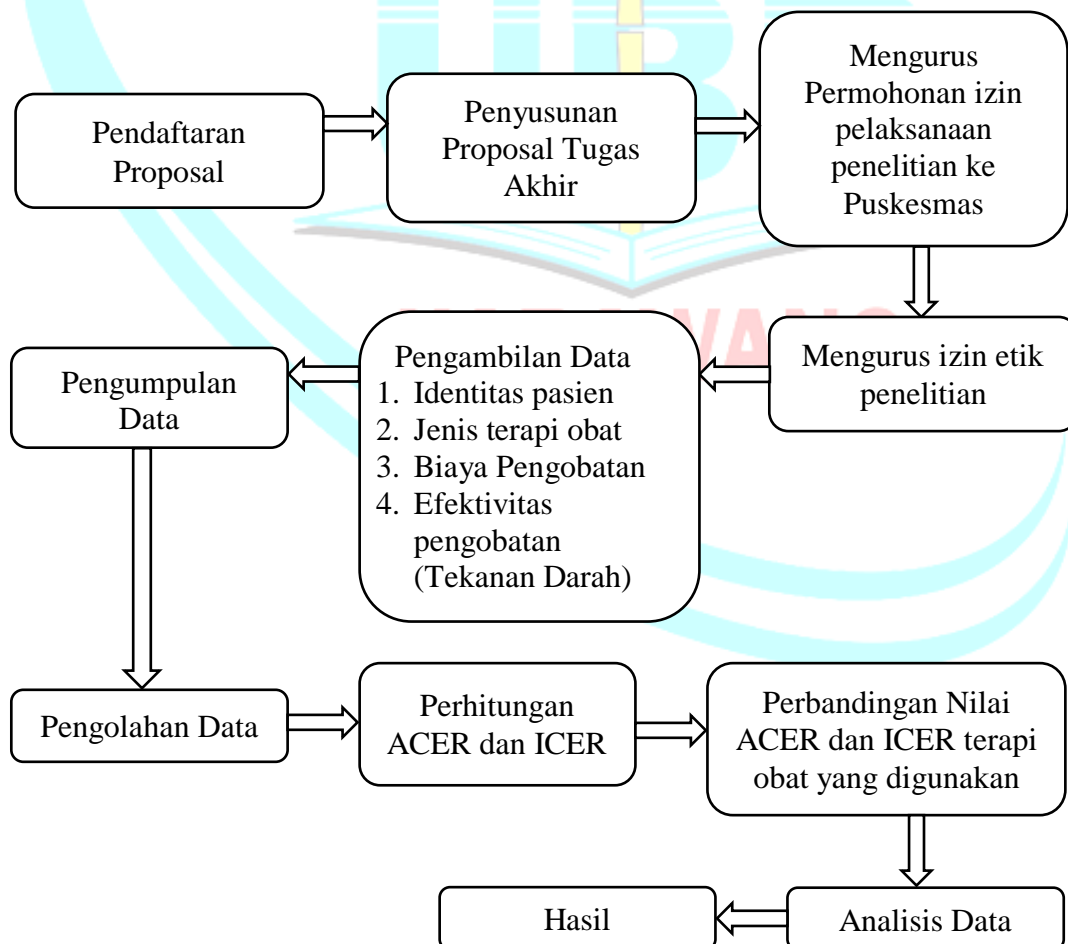 Pendaftaran
Proposal
Penyusunan
Proposal Tugas
Akhir
Mengurus
Permohonan izin
pelaksanaan
penelitian ke
Puskesmas
Mengurus izin etik
penelitian
Pengambilan Data
1. Identitas pasien
2. Jenis terapi obat
3. Biaya Pengobatan
4. Efektivitas
pengobatan
(Tekanan Darah)
Pengumpulan
Data
Pengolahan Data
Perhitungan
ACER dan ICER
Perbandingan Nilai
ACER dan ICER terapi
obat yang digunakan
Analisis Data
Hasil